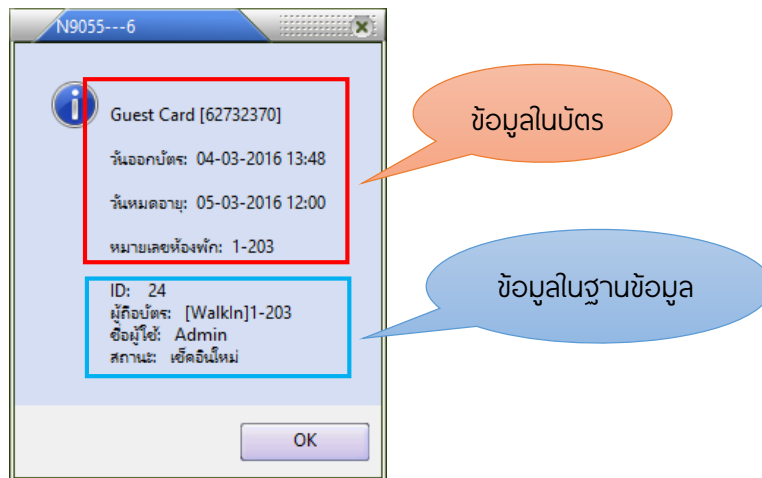 N9055---6
Guest Card [62732370]
วันออกบัตร: 04-03-2016 13:48
วันหมดอายุ: 05-03-2016 12:00
หมายเลขห้องพัก: 1-203
ID: 24
ผู้ถือบัตร: [WalkIn]1-203
ชื่อผู้ใช้: Admin
สถานะ: เช็คอินใหม่
OK
ข้อมูลในบัตร
ข้อมูลในฐานข้อมูล